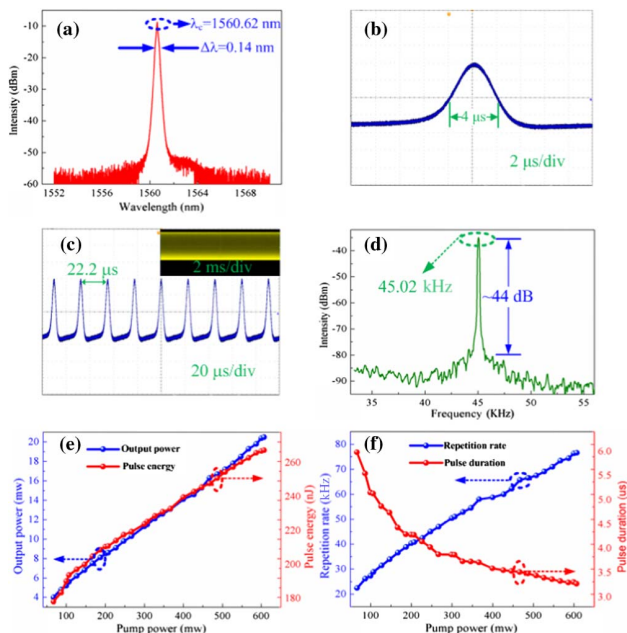 (a)
λc=1560.62 nm
Δλ=0.14 nm
Intensity (dBm)
-10
-20
-30
-40
-50
-60
1552 1556 1560 1564 1568
Wavelength (nm)
(b)
4 μs
2 μs/div
(c)
22.2 μs
2 ms/div
20 μs/div
(d)
45.02 kHz
~44 dB
Intensity (dBm)
-40
-50
-60
-70
-80
-90
35 40 45 50 55
Frequency (KHz)
(e)
Output power
Pulse energy
Output power (mw)
20
18
16
14
12
10
8
6
4
Pulse energy (nJ)
260
250
240
230
220
210
200
190
180
170
100 200 300 400 500 600
Pump power (mw)
(f)
Repetition rate
Pulse duration
Repetition rate (kHz)
80
70
60
50
40
30
20
Pulse duration (us)
6.0
5.5
5.0
4.5
4.0
3.5
3.0
100 200 300 400 500 600
Pump power (mw)